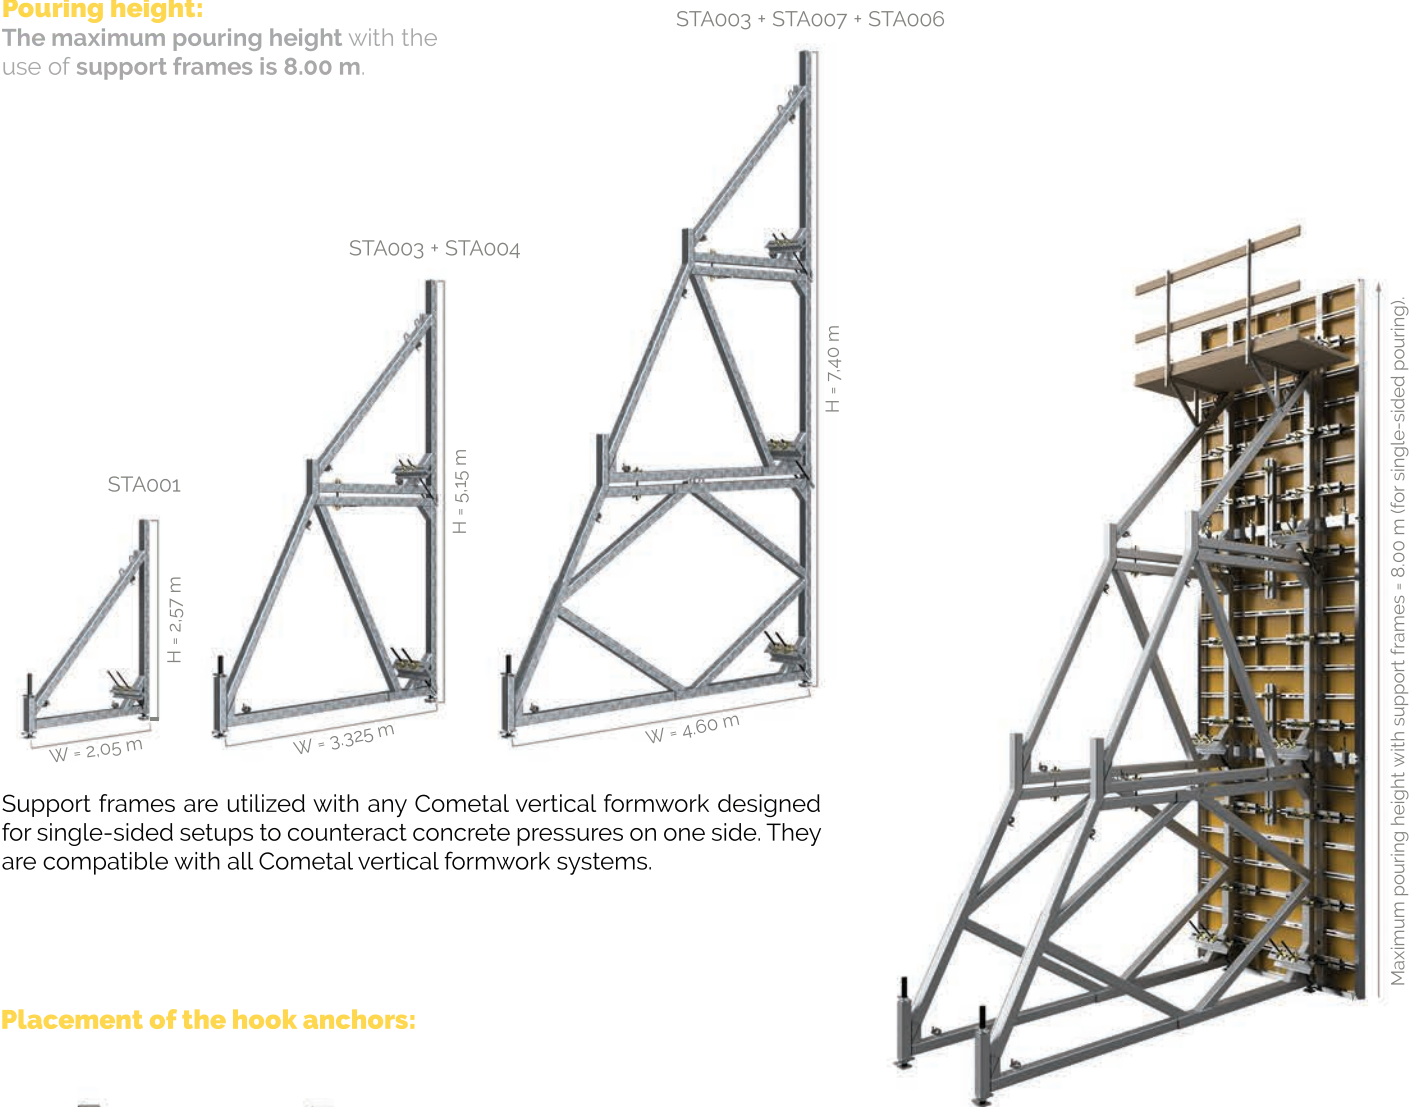 Pouring height:
The maximum pouring height with the
use of support frames is 8.00 m.
STA003 + STA007 + STA006
STA003 + STA004
STA001
H = 2,57 m
H = 5,15 m
H = 7,40 m
W = 2,05 m
W = 3.325 m
W = 4.60 m
Maximum pouring height with support frames = 8.00 m (for single-sided pouring).
Support frames are utilized with any Cometal vertical formwork designed
for single-sided setups to counteract concrete pressures on one side. They
are compatible with all Cometal vertical formwork systems.
Placement of the hook anchors: